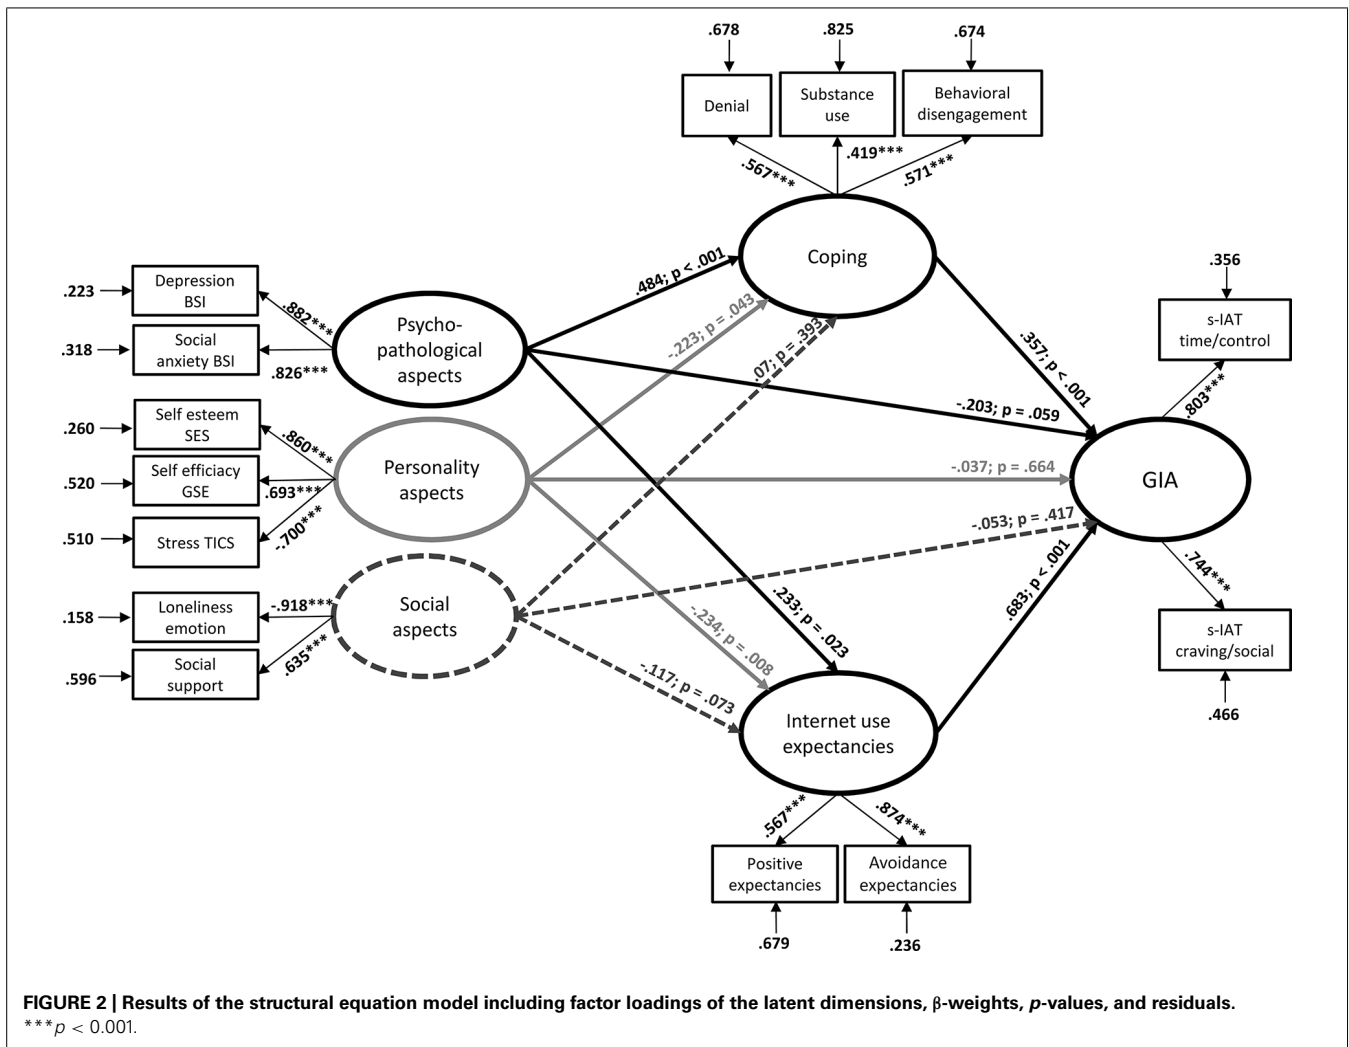 .678
.825
.674
Denial
Substance
use
Behavioral
disengagement
.567***
.419***
.571***
Coping
.223
Depression
BSI
.882***
.318
Social
anxiety BSI
.826***
Psycho-
pathological
aspects
.484; p < .001
-.223; p = .043
.07; p = .393
.357; p < .001
-.203; p = .059
.356
s-IAT
time/control
.803***
.260
Self esteem
SES
.860***
.520
Self efficiacy
GSE
.693***
.510
Stress TICS
-.700***
Personality
aspects
-.037; p = .664
GIA
-.053; p = .417
.158
Loneliness
emotion
-.918***
.596
Social
support
.635***
Social
aspects
.233; p = .023
-.234; p = .008
-.117; p = .073
.683; p < .001
.744***
s-IAT
craving/social
.466
Internet use
expectancies
.567***
.874***
Positive
expectancies
Avoidance
expectancies
.679
.236
FIGURE 2 | Results of the structural equation model including factor loadings of the latent dimensions, β-weights, p-values, and residuals.
***p < 0.001.